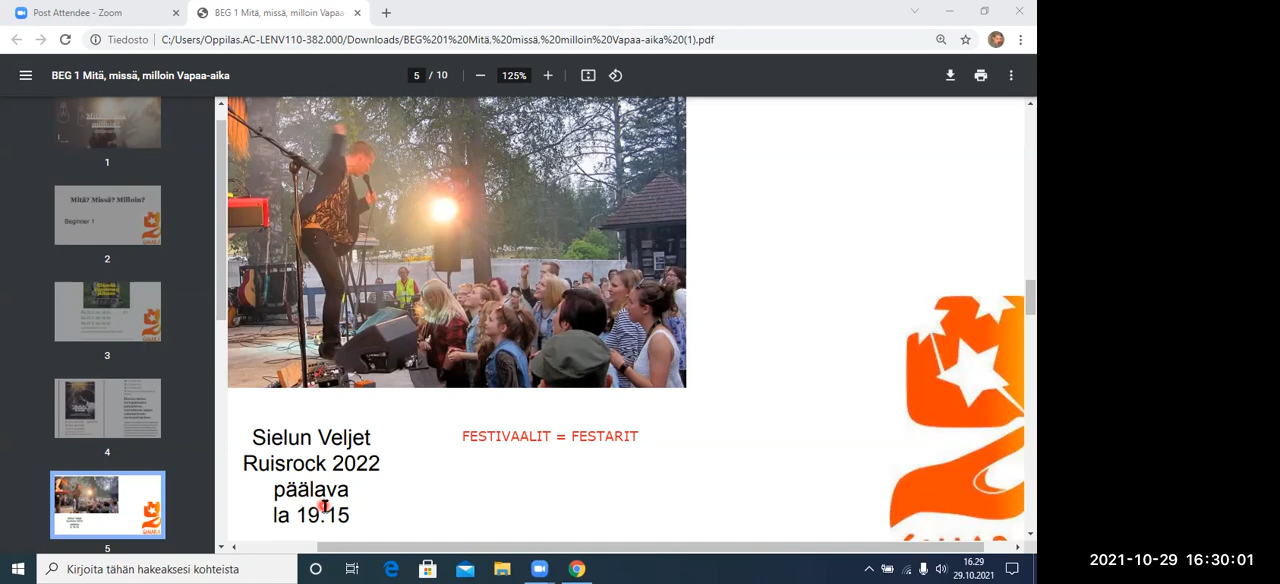 Post Attendee - Zoom
BEG 1 Mitä, missä, milloin Vapaa
Tiedosto
C:/Users/Oppilas.AC-LENV110-382.000/Downloads/BEG%201%20Mitä,%20missä,%20milloin%20Vapaa-aika%20(1).pdf
BEG 1 Mitä, missä, milloin Vapaa-aika
5 / 10
125%
1
Mitä? Missä? Milloin?
Beginner 1
2
3
4
5
Sielun Veljet
Ruisrock 2022
päälava
la 19.15
FESTIVAALIT = FESTARIT
Kirjoita tähän hakeaksesi kohteista
16.29
29.10.2021
2021-10-29 16:30:01